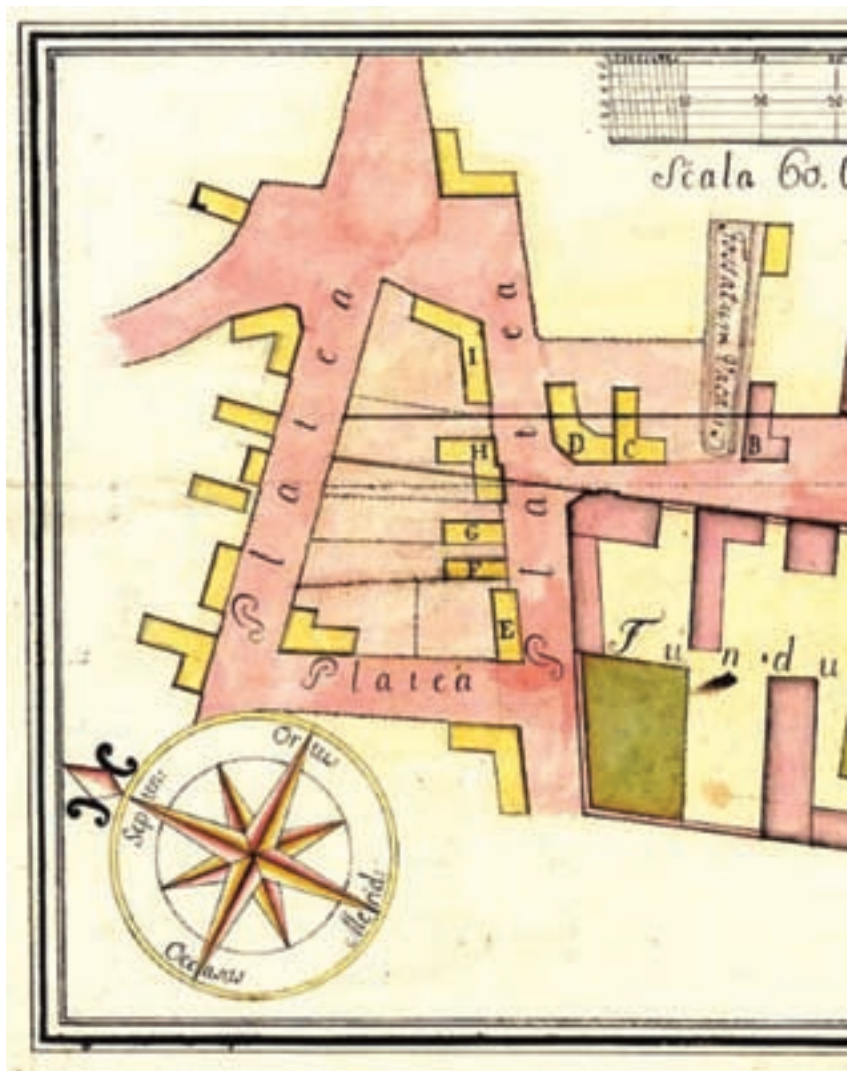 Scala 60.
Platea
Platea
I
H
D
C
B
G
F
E
Platea
Fundu
Ortus
Septen:
Merid:
Occasus